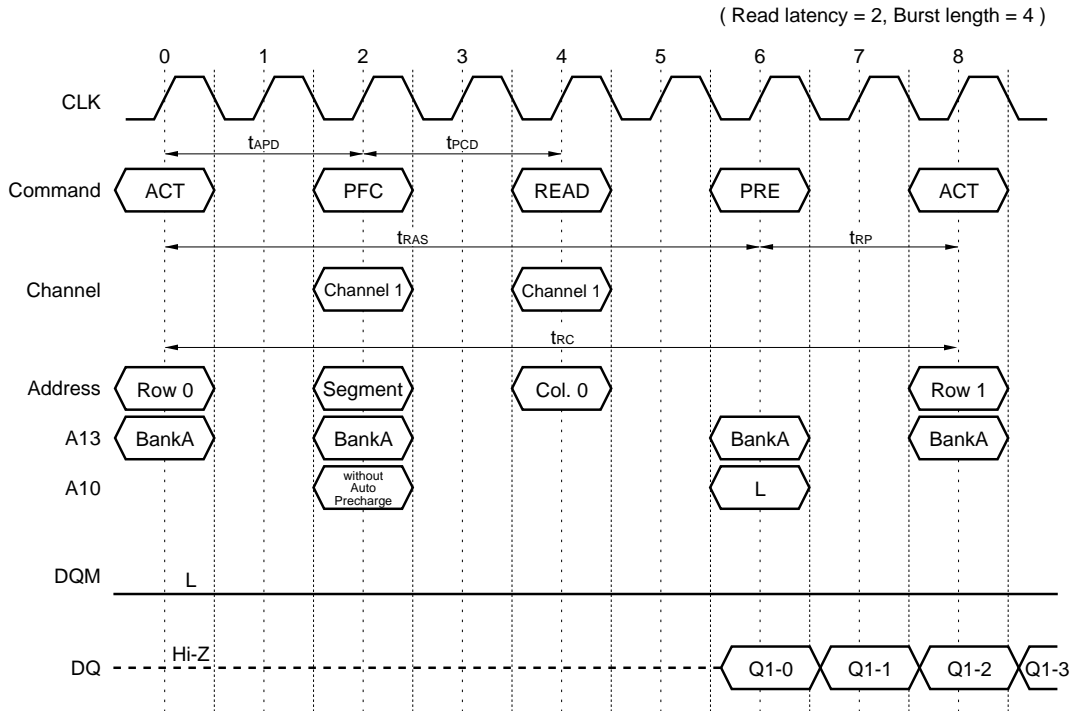 ( Read latency = 2, Burst length = 4 )
0 1 2 3 4 5 6 7 8
CLK
tAPD tPCD
Command ACT PFC READ PRE ACT
tRAS tRP
Channel Channel 1 Channel 1
tRC
Address Row 0 Segment Col. 0 Row 1
A13 BankA BankA BankA BankA
without
Auto
Precharge
A10 L
DQM L
Hi-Z
DQ Q1-0 Q1-1 Q1-2 Q1-3